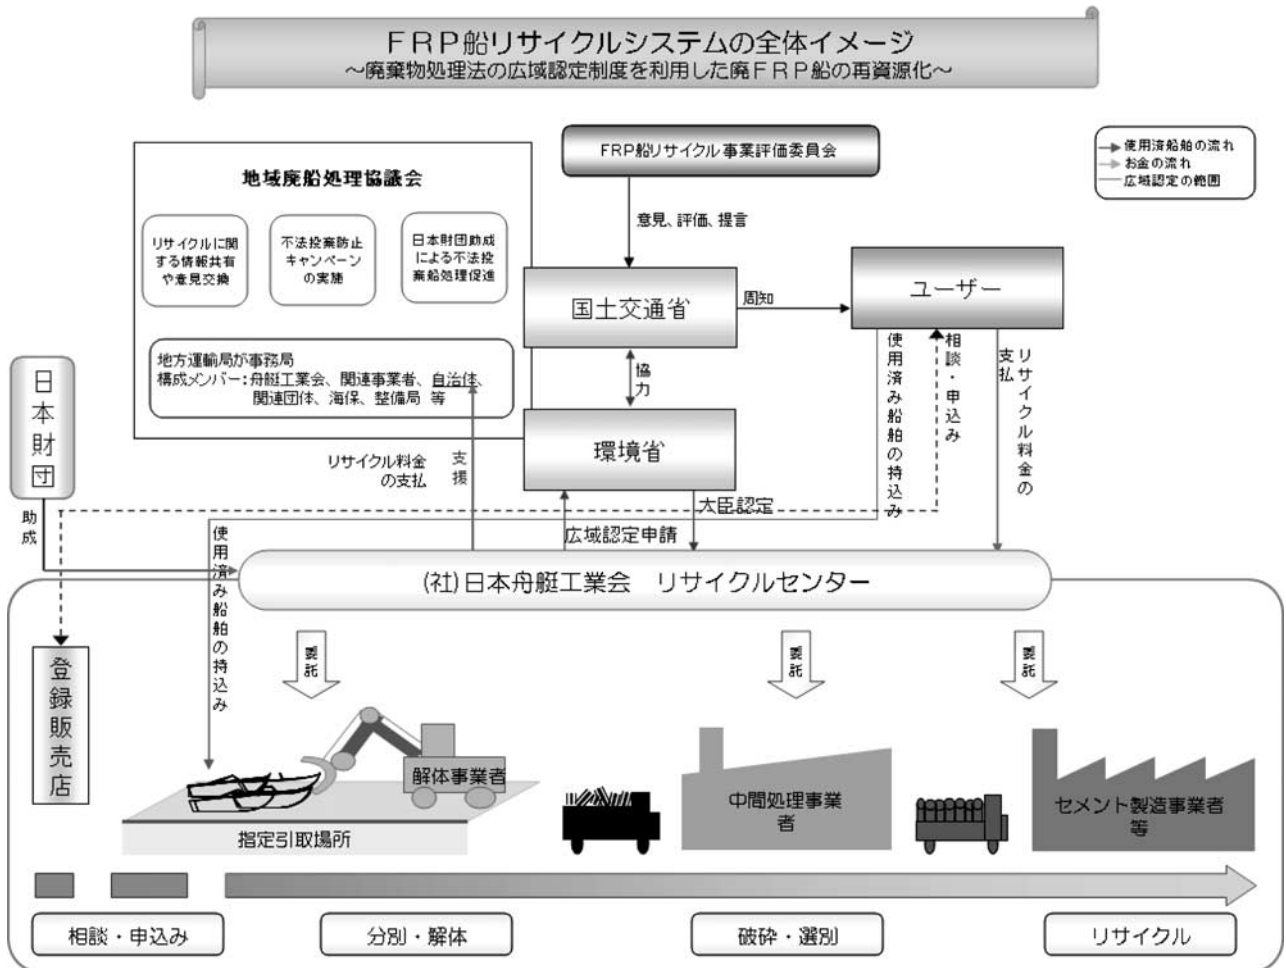 FRP船リサイクルシステムの全体イメージ
～廃棄物処理法の広域認定制度を利用した廃FRP船の再資源化～
FRP船リサイクル事業評価委員会
使用済船舶の流れ
お金の流れ
広域認定の範囲
地域廃船処理協議会
リサイクルに関
する情報共有
や意見交換
不法投棄防止
キャンペーン
の実施
日本財団助成
による不法投
棄船処理促進
意見、評価、提言
国土交通省
周知
ユーザー
地方運輸局が事務局
構成メンバー：舟艇工業会、関連事業者、自治体、
関連団体、海保、整備局 等
協力
環境省
日本財団
助成
リサイクル料金
の支払
支援
広域認定申請
大臣認定
使用済み船舶の持込み
相談・申込み
リサイクル料金の
支払
使用済み船舶の持込み
(社)日本舟艇工業会 リサイクルセンター
委託
委託
委託
登録販売店
解体事業者
指定引取場所
中間処理事業
者
セメント製造事業者
等
相談・申込み
分別・解体
破砕・選別
リサイクル